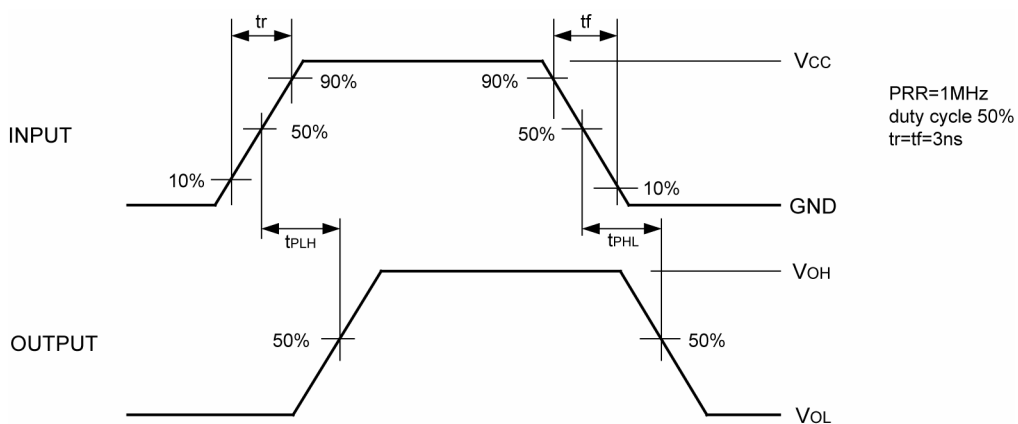 tr
tf
VCC
90%
90%
PRR=1MHz
duty cycle 50%
tr=tf=3ns
INPUT
50%
50%
10%
10%
GND
tPLH
tPHL
VOH
OUTPUT
50%
50%
VOL